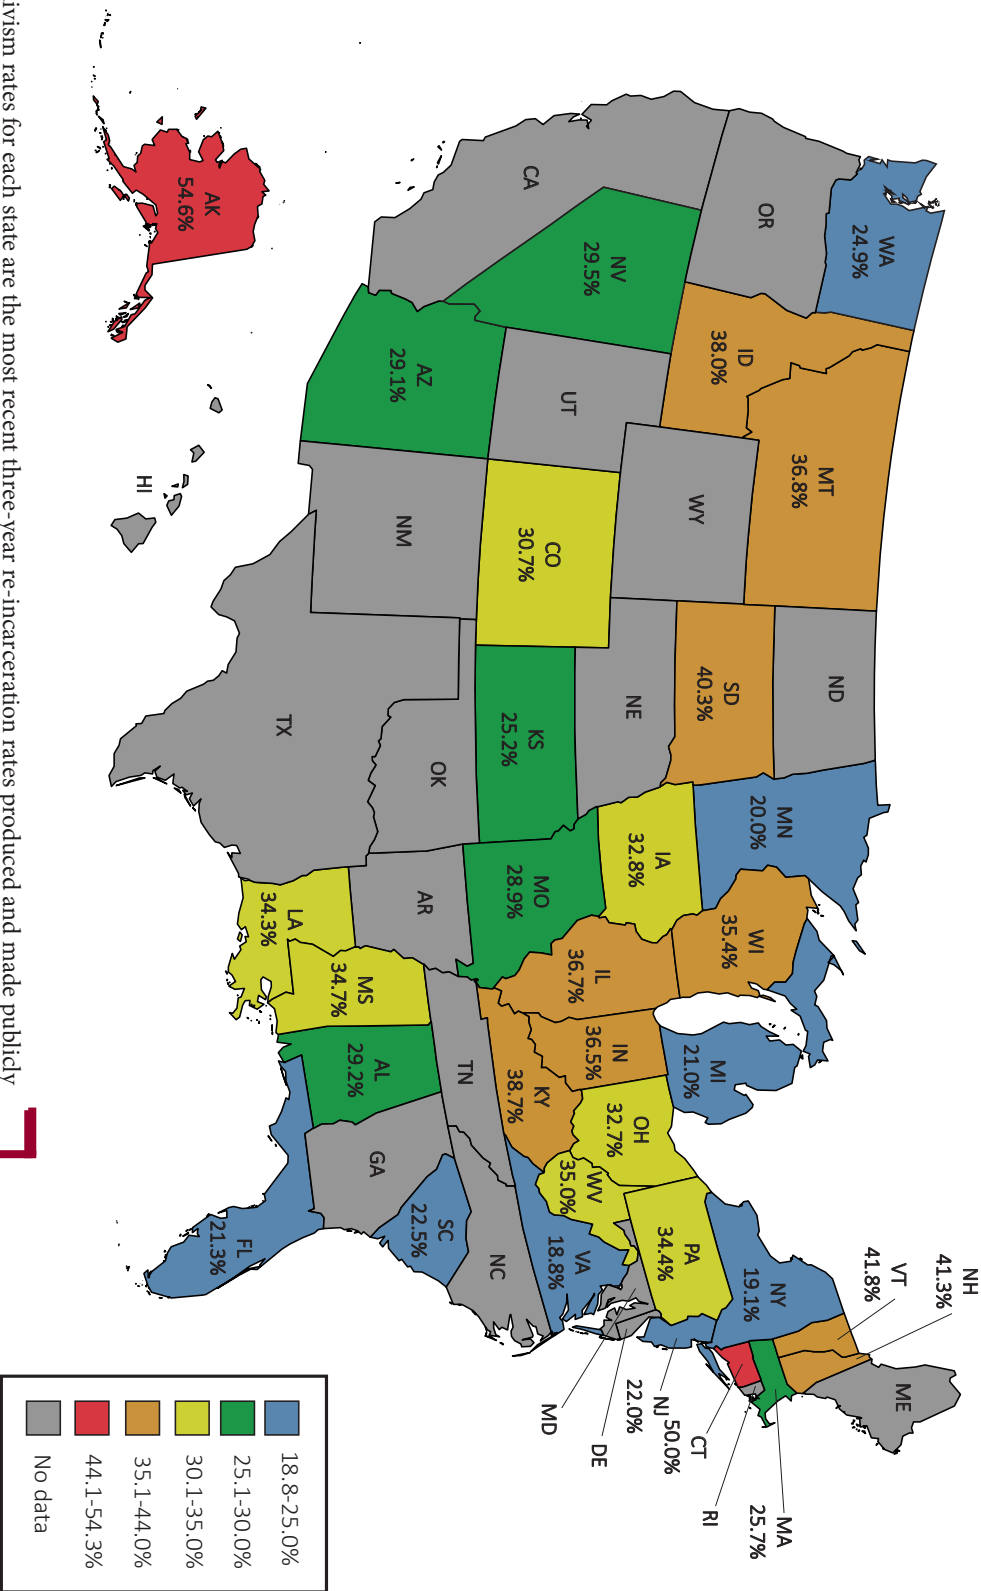 WA
24.9%
OR
CA
NV
29.5%
ID
38.0%
MT
36.8%
UT
AZ
29.1%
WY
CO
30.7%
NM
ND
SD
40.3%
NE
KS
25.2%
OK
TX
MN
20.0%
IA
32.8%
MO
28.9%
AR
LA
34.3%
WI
35.4%
IL
36.7%
MS
34.7%
MI
21.0%
IN
36.5%
KY
38.7%
TN
AL
29.2%
OH
32.7%
WV
35.0%
GA
FL
21.3%
SC
22.5%
NC
VA
18.8%
PA
34.4%
NY
19.1%
VT
41.8%
NH
41.3%
ME
MA
25.7%
RI
CT
50.0%
NJ
22.0%
DE
MD
AK
54.6%
HI
18.8-25.0%
25.1-30.0%
30.1-35.0%
35.1-44.0%
44.1-54.3%
No data
ivism rates for each state are the most recent three-year re-incarceration rates produced and made publicly